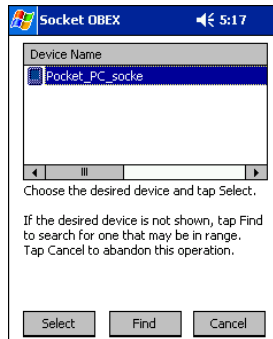 Socket OBEX 5:17
Device Name
Pocket_PC_socke
Choose the desired device and tap Select.
If the desired device is not shown, tap Find
to search for one that may be in range.
Tap Cancel to abandon this operation.
Select Find Cancel